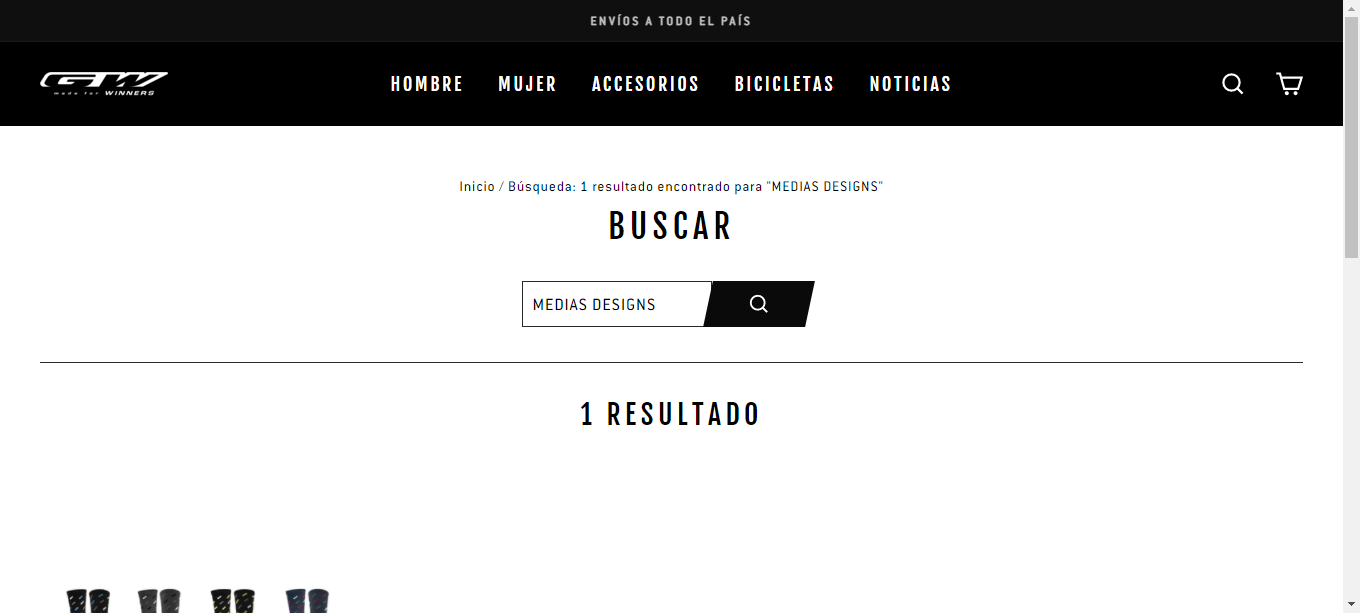 ENVÍOS A TODO EL PAÍS
GW
made for WINNERS
HOMBRE MUJER ACCESORIOS BICICLETAS NOTICIAS
Inicio / Búsqueda: 1 resultado encontrado para "MEDIAS DESIGNS"
BUSCAR
MEDIAS DESIGNS
1 RESULTADO